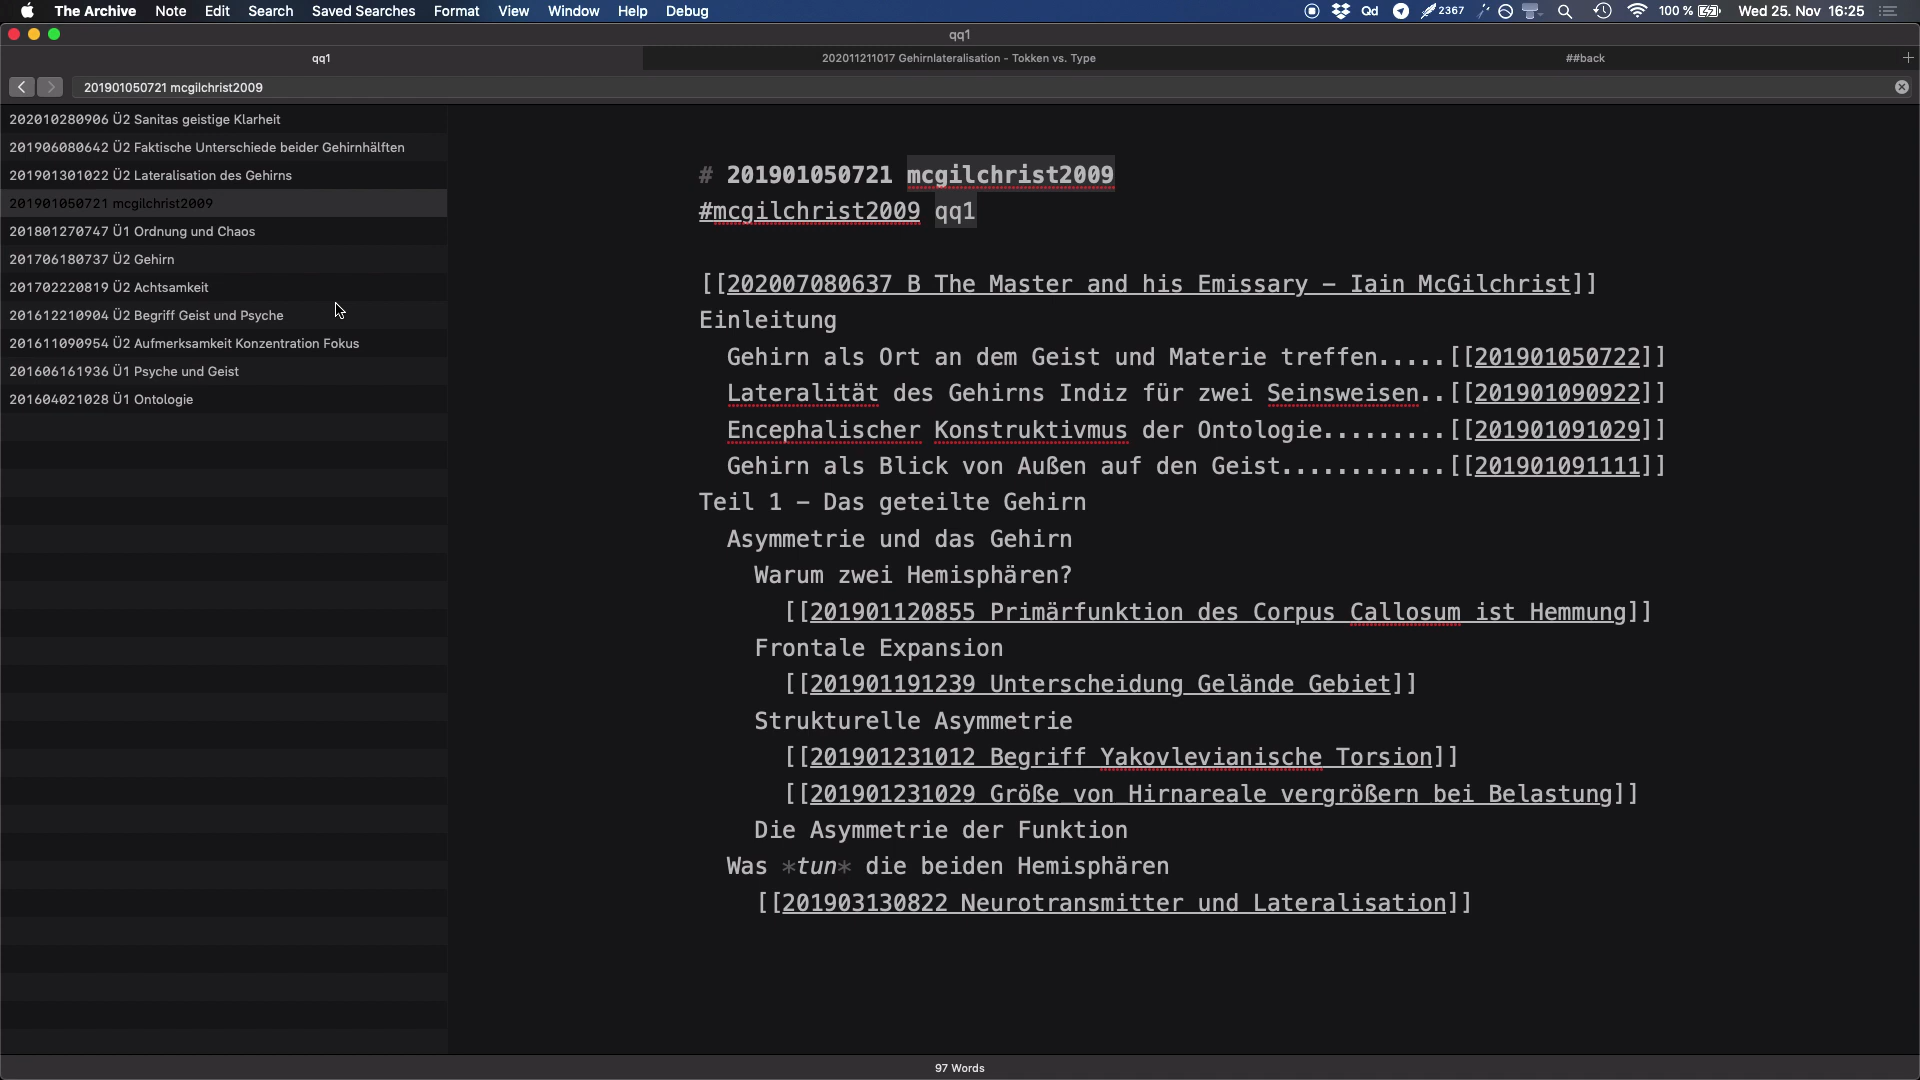 The Archive Note Edit Search Saved Searches Format View Window Help Debug Qd 2367 100 % Wed 25. Nov 16:25
qq1
qq1 202011211017 Gehirnlateralisation - Tokken vs. Type ##back
201901050721 mcgilchrist2009
202010280906 Ü2 Sanitas geistige Klarheit
201906080642 Ü2 Faktische Unterschiede beider Gehirnhälften
201901301022 Ü2 Lateralisation des Gehirns
201901050721 mcgilchrist2009
201801270747 Ü1 Ordnung und Chaos
201706180737 Ü2 Gehirn
201702220819 Ü2 Achtsamkeit
201612210904 Ü2 Begriff Geist und Psyche
201611090954 Ü2 Aufmerksamkeit Konzentration Fokus
201606161936 Ü1 Psyche und Geist
201604021028 Ü1 Ontologie
# 201901050721 mcgilchrist2009
#mcgilchrist2009 qq1
[[202007080637 B The Master and his Emissary – Iain McGilchrist]]
Einleitung
Gehirn als Ort an dem Geist und Materie treffen.....[[201901050722]]
Lateralität des Gehirns Indiz für zwei Seinsweisen..[[201901090922]]
Encephalischer Konstruktivmus der Ontologie.........[[201901091029]]
Gehirn als Blick von Außen auf den Geist............[[201901091111]]
Teil 1 – Das geteilte Gehirn
Asymmetrie und das Gehirn
Warum zwei Hemisphären?
[[201901120855 Primärfunktion des Corpus Callosum ist Hemmung]]
Frontale Expansion
[[201901191239 Unterscheidung Gelände Gebiet]]
Strukturelle Asymmetrie
[[201901231012 Begriff Yakovlevianische Torsion]]
[[201901231029 Größe von Hirnareale vergrößern bei Belastung]]
Die Asymmetrie der Funktion
Was *tun* die beiden Hemisphären
[[201903130822 Neurotransmitter und Lateralisation]]
97 Words